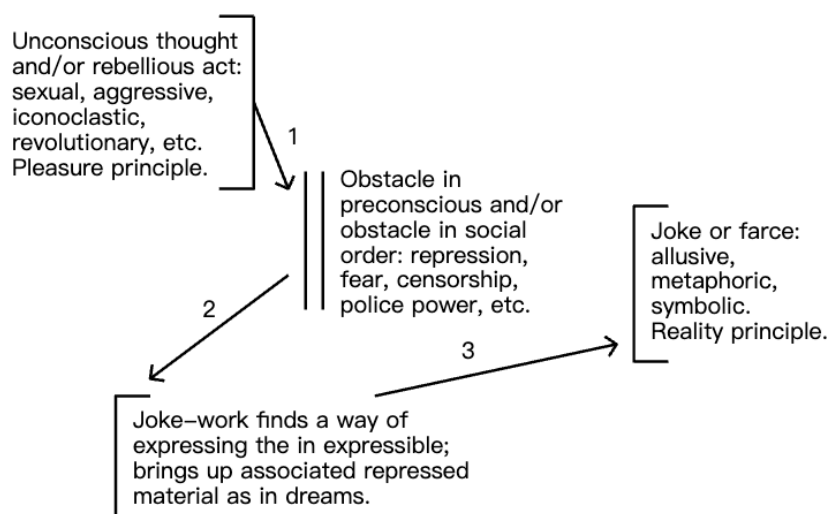 Unconscious thought
and/or rebellious act:
sexual, aggressive,
iconoclastic,
revolutionary, etc.
Pleasure principle.
1
Obstacle in
preconscious and/or
obstacle in social
order: repression,
fear, censorship,
police power, etc.
2
Joke–work finds a way of
expressing the in expressible;
brings up associated repressed
material as in dreams.
3
Joke or farce:
allusive,
metaphoric,
symbolic.
Reality principle.